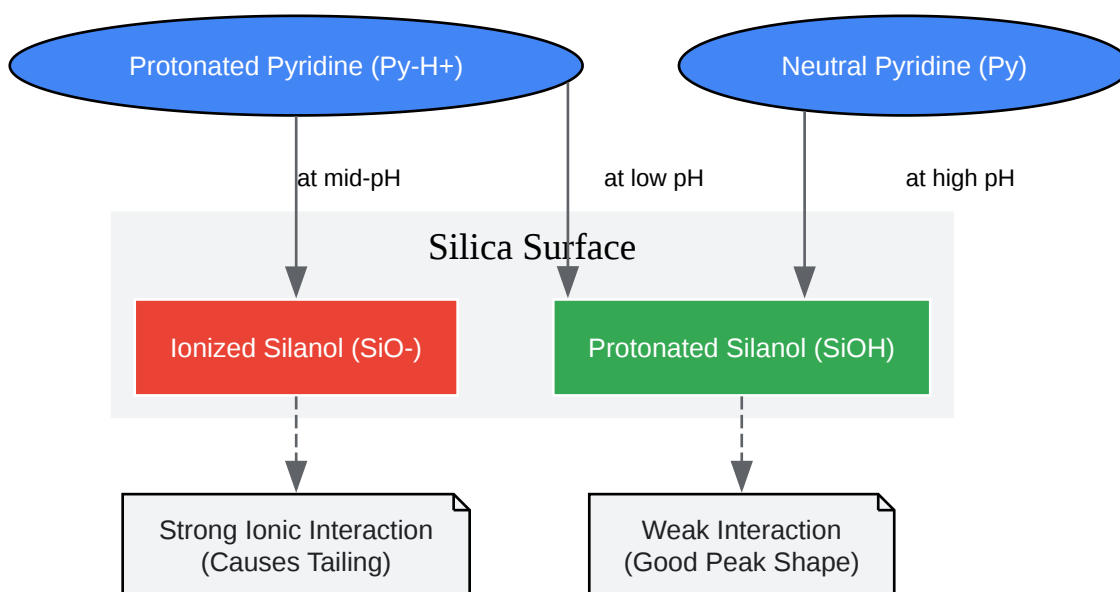 Protonated Pyridine (Py-H+)
Neutral Pyridine (Py)
at mid-pH
at low pH
at high pH
Silica Surface
Ionized Silanol (SiO-)
Protonated Silanol (SiOH)
Strong Ionic Interaction
(Causes Tailing)
Weak Interaction
(Good Peak Shape)